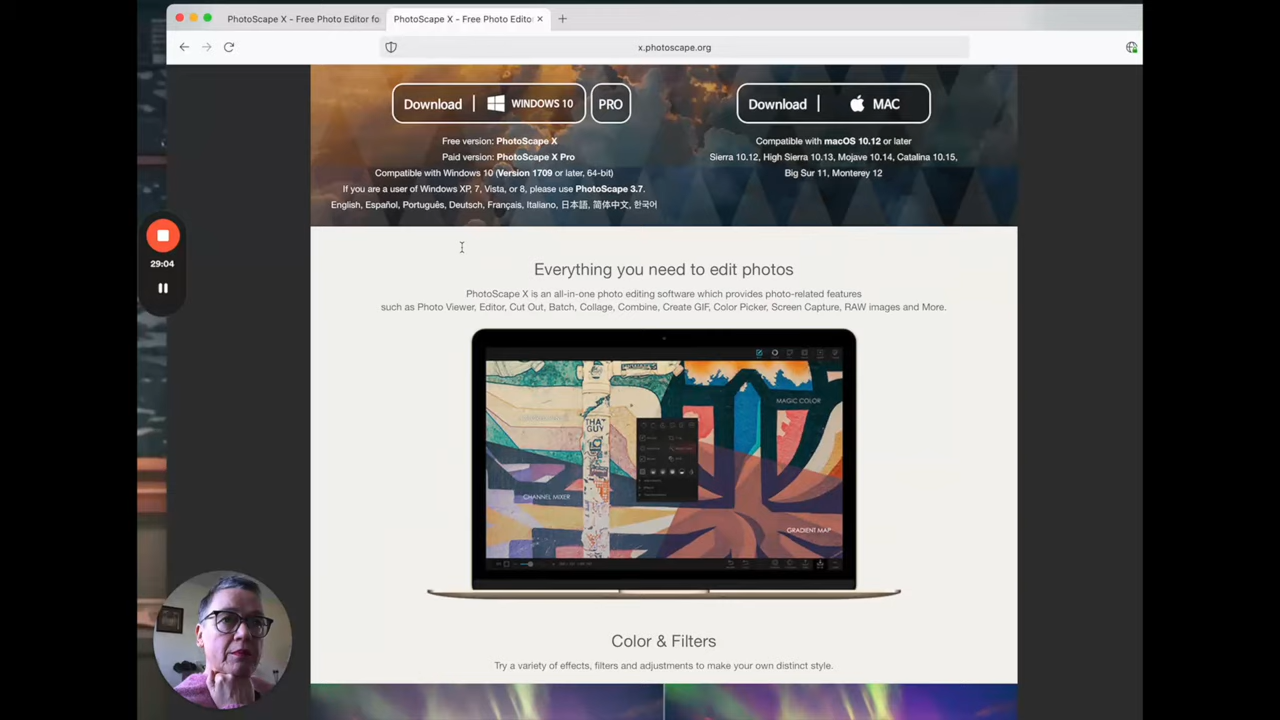 PhotoScape X - Free Photo Editor fo
PhotoScape X - Free Photo Edito
x.photoscape.org
Download | WINDOWS 10 PRO
Download | MAC
Free version: PhotoScape X
Paid version: PhotoScape X Pro
Compatible with Windows 10 (Version 1709 or later, 64-bit)
If you are a user of Windows XP, 7, Vista, or 8, please use PhotoScape 3.7.
English, Español, Português, Deutsch, Français, Italiano, 日本語, 简体中文, 한국어
Compatible with macOS 10.12 or later
Sierra 10.12, High Sierra 10.13, Mojave 10.14, Catalina 10.15,
Big Sur 11, Monterey 12
29:04
Everything you need to edit photos
PhotoScape X is an all-in-one photo editing software which provides photo-related features
such as Photo Viewer, Editor, Cut Out, Batch, Collage, Combine, Create GIF, Color Picker, Screen Capture, RAW images and More.
MAGIC COLOR
THAT
GUY
CHANNEL MIXER
GRADIENT MAP
Color & Filters
Try a variety of effects, filters and adjustments to make your own distinct style.